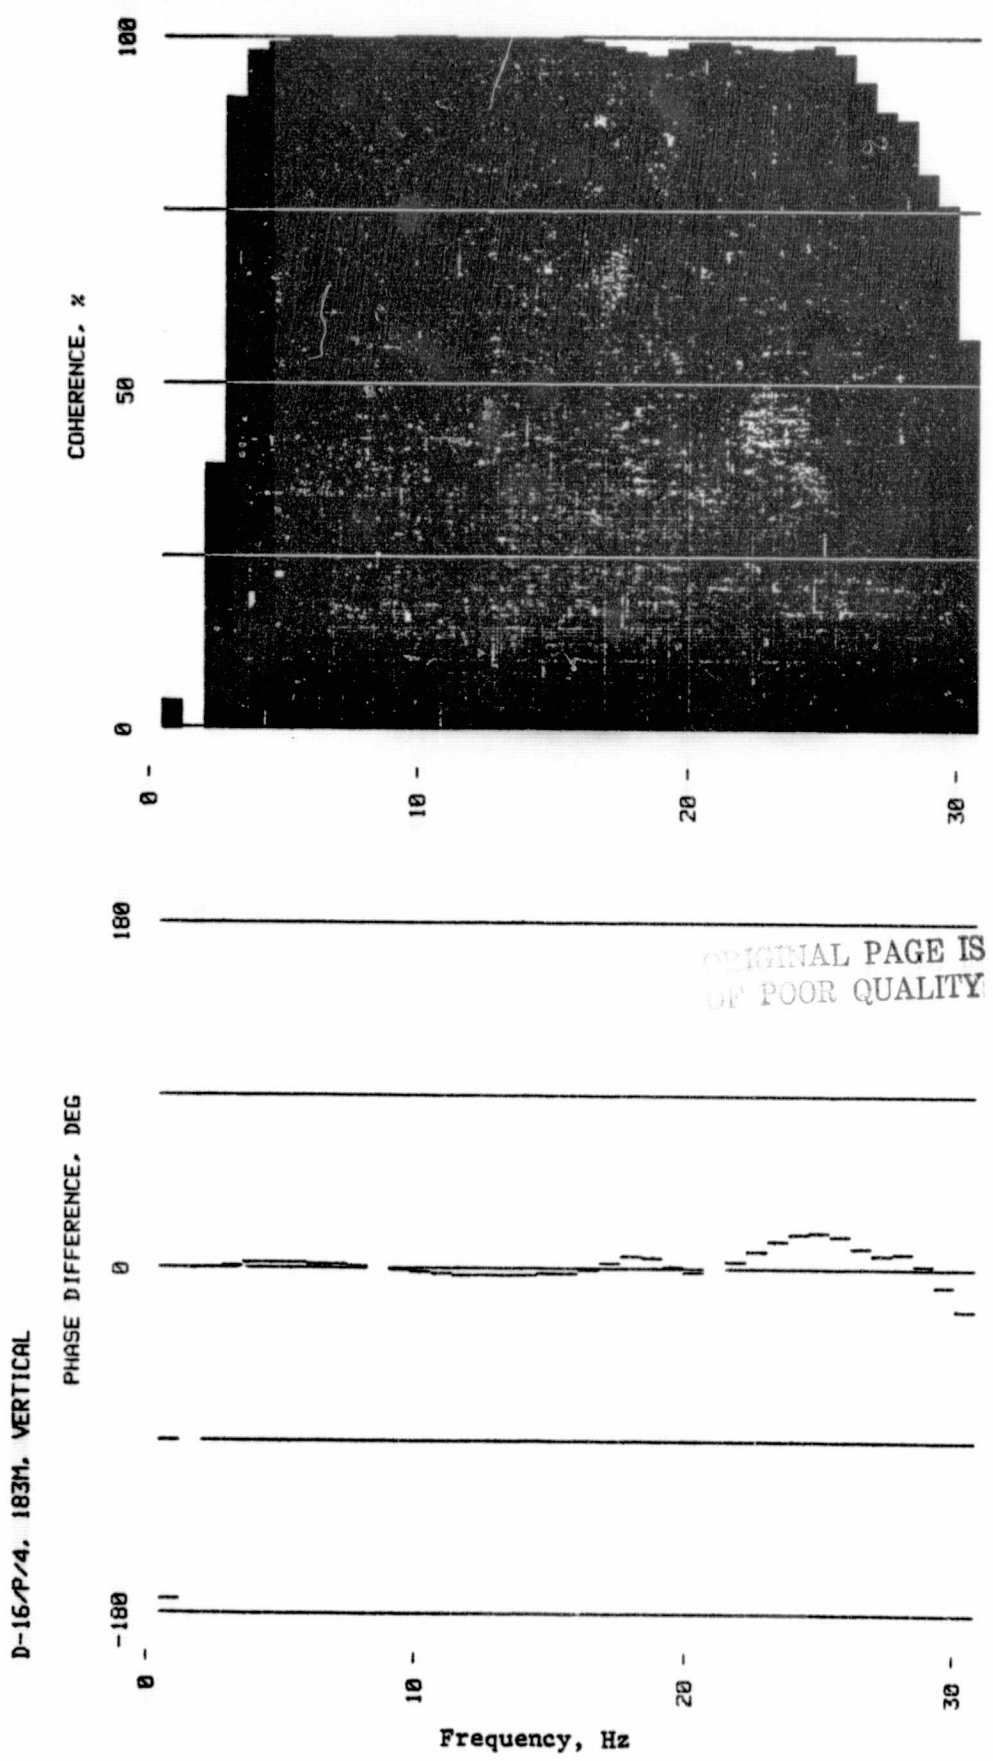 D-16/P/4, 183M, VERTICAL
PHASE DIFFERENCE, DEG
-180
0
180
0 -
10 -
20 -
30 -
Frequency, Hz
COHERENCE, %
0
50
100
0 -
10 -
20 -
30 -
ORIGINAL PAGE IS
OF POOR QUALITY